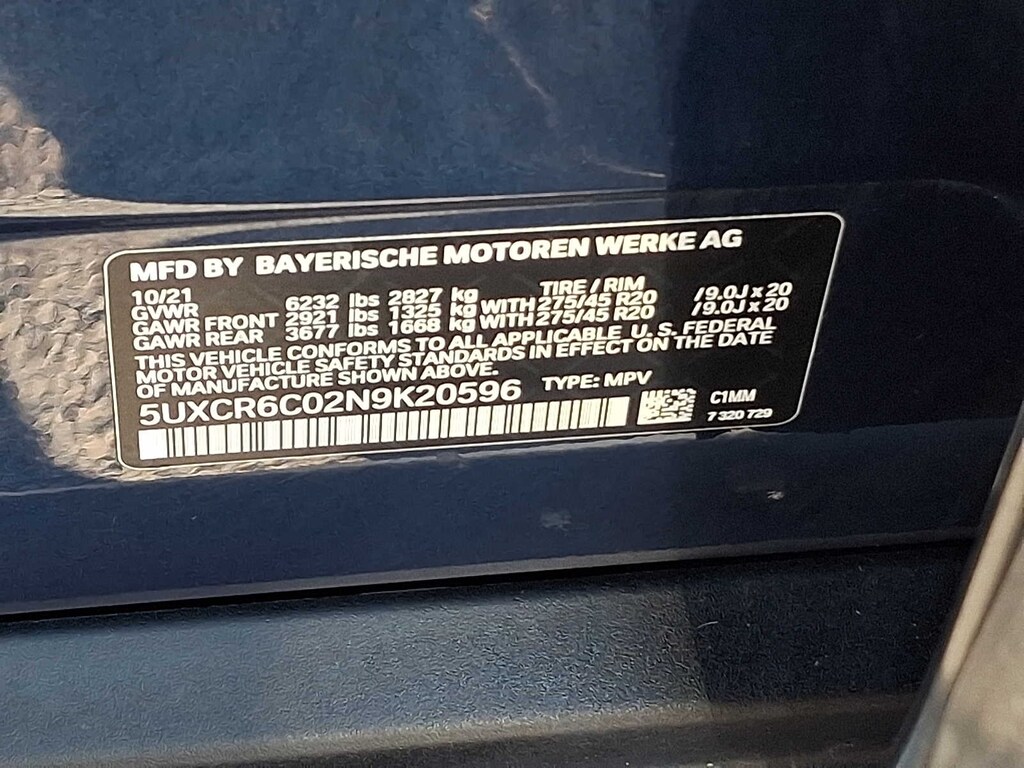 MFD BY BAYERISCHE MOTOREN WERKE AG
10/21 TIRE/RIM
GVWR 6232 lbs 2827 kg
GAWR FRONT 2921 lbs 1325 kg WITH 275/45 R20 /9.0J x 20
GAWR REAR 3677 lbs 1668 kg WITH 275/45 R20 /9.0J x 20
THIS VEHICLE CONFORMS TO ALL APPLICABLE U. S. FEDERAL
MOTOR VEHICLE SAFETY STANDARDS IN EFFECT ON THE DATE
OF MANUFACTURE SHOWN ABOVE.
5UXCR6C02N9K20596 TYPE: MPV
C1MM
7 320 729